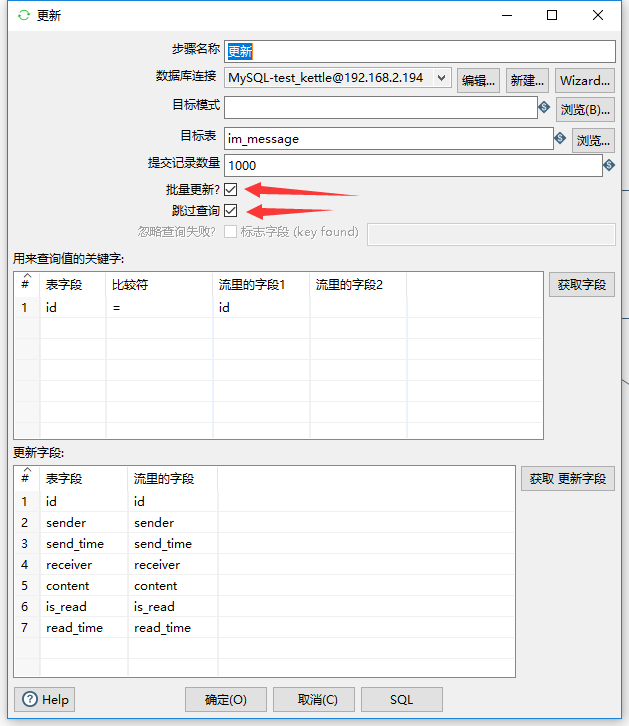 更新
步骤名称 更新
数据库连接 MySQL-test_kettle@192.168.2.194 编辑... 新建... Wizard...
目标模式 浏览(B)...
目标表 im_message 浏览...
提交记录数量 1000
批量更新?
跳过查询
忽略查询失败? 标志字段 (key found)
用来查询值的关键字:
# 表字段 比较符 流里的字段1 流里的字段2 获取字段
1 id = id
更新字段:
# 表字段 流里的字段 获取 更新字段
1 id id
2 sender sender
3 send_time send_time
4 receiver receiver
5 content content
6 is_read is_read
7 read_time read_time
? Help 确定(O) 取消(C) SQL